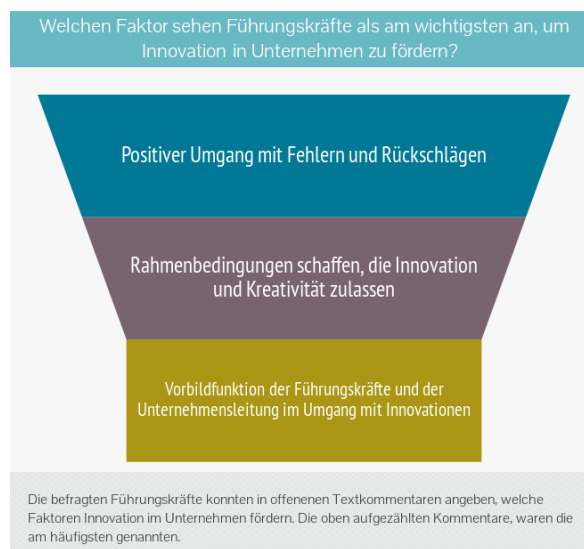 Welchen Faktor sehen Führungskräfte als am wichtigsten an, um
Innovation in Unternehmen zu fördern?
Positiver Umgang mit Fehlern und Rückschlägen
Rahmenbedingungen schaffen, die Innovation
und Kreativität zulassen
Vorbildfunktion der Führungskräfte und der
Unternehmensleitung im Umgang mit Innovationen
Die befragten Führungskräfte konnten in offenenen Textkommentaren angeben, welche
Faktoren Innovation im Unternehmen fördern. Die oben aufgezählten Kommentare, waren die
am häufigsten genannten.